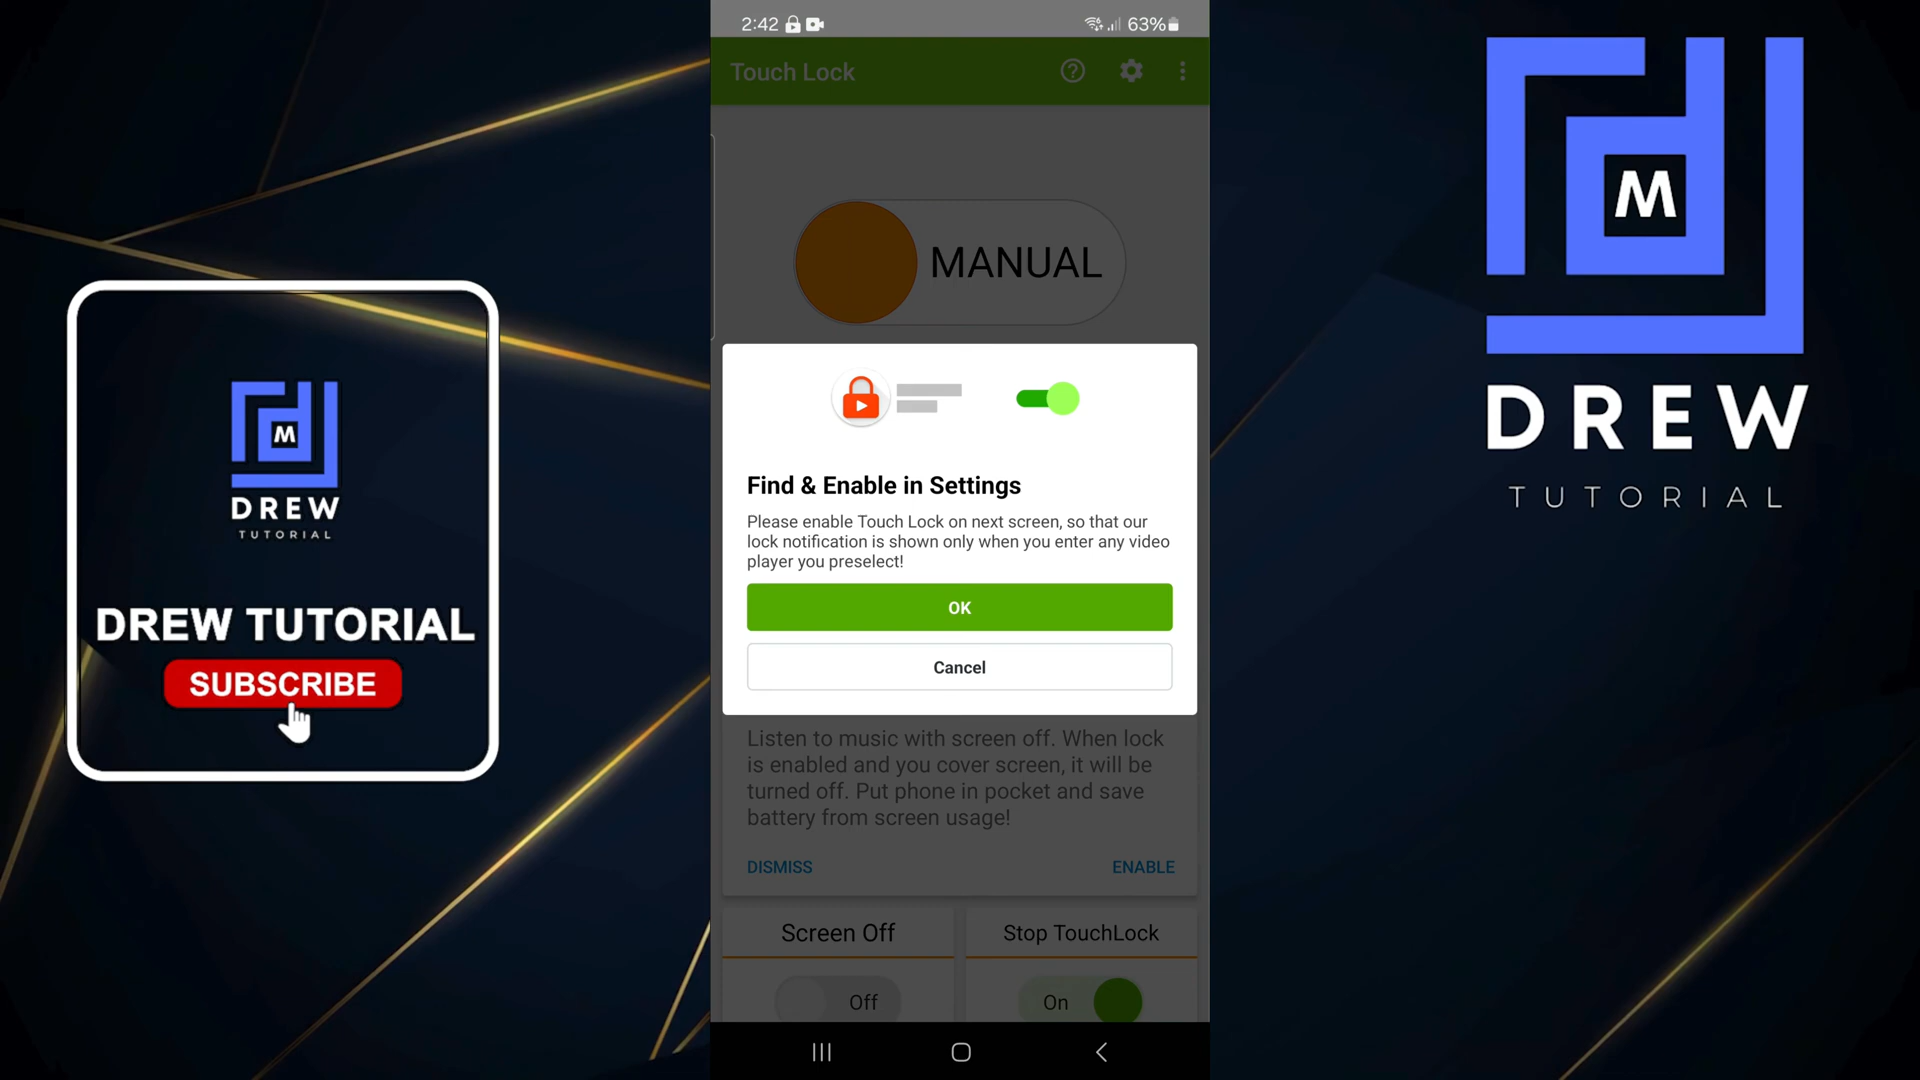 2:42
63%
Touch Lock
MANUAL
Find & Enable in Settings
Please enable Touch Lock on next screen, so that our
lock notification is shown only when you enter any video
player you preselect!
OK
Cancel
Listen to music with screen off. When lock
is enabled and you cover screen, it will be
turned off. Put phone in pocket and save
battery from screen usage!
DISMISS
ENABLE
Screen Off
Stop TouchLock
Off
On
M
DREW
TUTORIAL
DREW TUTORIAL
SUBSCRIBE
M
DREW
TUTORIAL